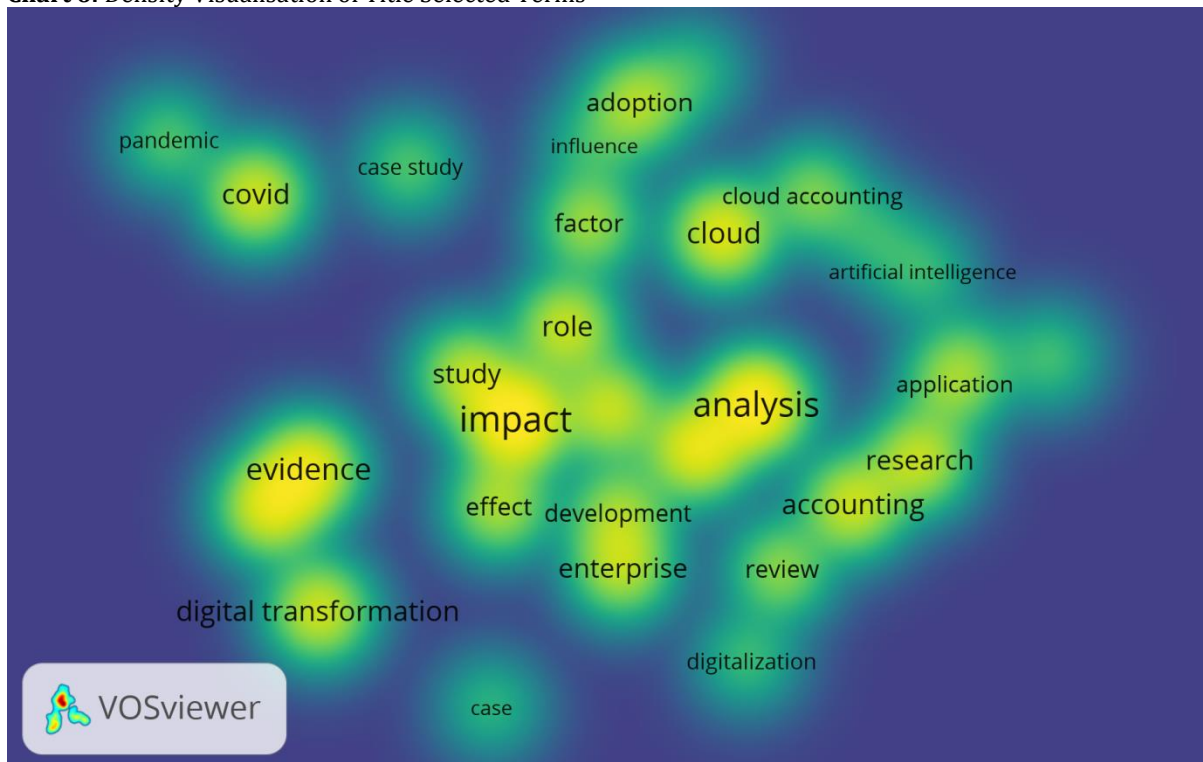 adoption
pandemic
influence
case study
covid
cloud accounting
factor
cloud
artificial intelligence
role
study
application
analysis
impact
research
evidence
accounting
effect
development
enterprise
review
digital transformation
digitalization
VOSviewer
case